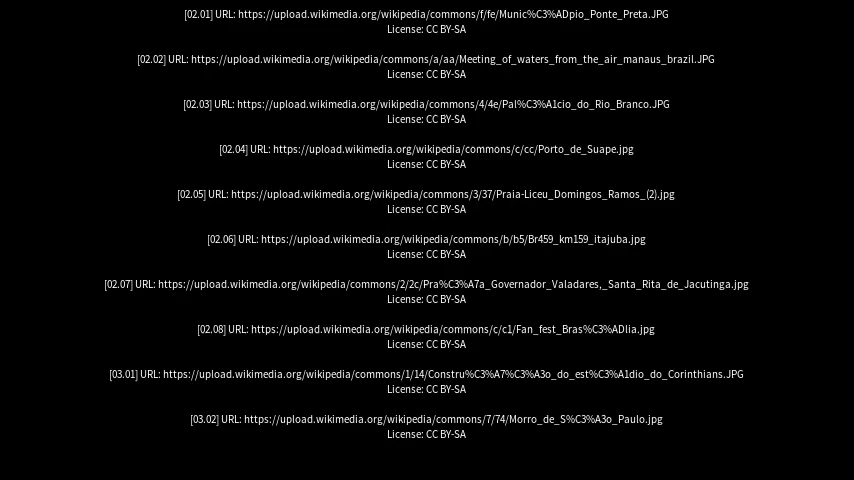 [02.01] URL: https://upload.wikimedia.org/wikipedia/commons/f/fe/Munic%C3%ADpio_Ponte_Preta.JPG
License: CC BY-SA
[02.02] URL: https://upload.wikimedia.org/wikipedia/commons/a/aa/Meeting_of_waters_from_the_air_manaus_brazil.JPG
License: CC BY-SA
[02.03] URL: https://upload.wikimedia.org/wikipedia/commons/4/4e/Pal%C3%A1cio_do_Rio_Branco.JPG
License: CC BY-SA
[02.04] URL: https://upload.wikimedia.org/wikipedia/commons/c/cc/Porto_de_Suape.jpg
License: CC BY-SA
[02.05] URL: https://upload.wikimedia.org/wikipedia/commons/3/37/Praia-Liceu_Domingos_Ramos_(2).jpg
License: CC BY-SA
[02.06] URL: https://upload.wikimedia.org/wikipedia/commons/b/b5/Br459_km159_itajuba.jpg
License: CC BY-SA
[02.07] URL: https://upload.wikimedia.org/wikipedia/commons/2/2c/Pra%C3%A7a_Governador_Valadares,_Santa_Rita_de_Jacutinga.jpg
License: CC BY-SA
[02.08] URL: https://upload.wikimedia.org/wikipedia/commons/c/c1/Fan_fest_Bras%C3%ADlia.jpg
License: CC BY-SA
[03.01] URL: https://upload.wikimedia.org/wikipedia/commons/1/14/Constru%C3%A7%C3%A3o_do_est%C3%A1dio_do_Corinthians.JPG
License: CC BY-SA
[03.02] URL: https://upload.wikimedia.org/wikipedia/commons/7/74/Morro_de_S%C3%A3o_Paulo.jpg
License: CC BY-SA